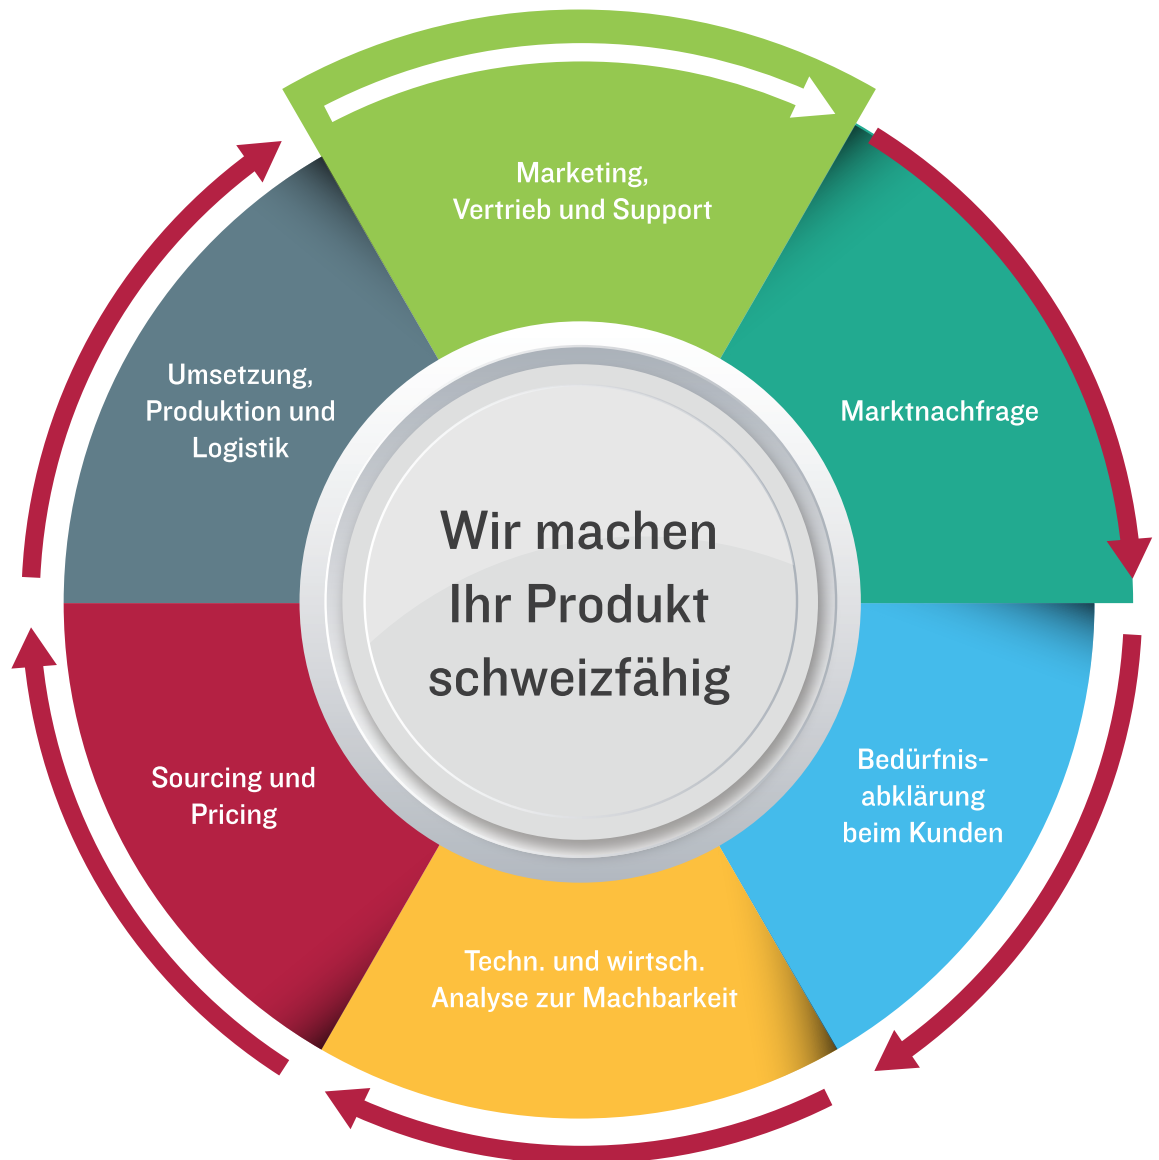 Marketing,
Vertrieb und Support
Marktnachfrage
Bedürfnis-
abklärung
beim Kunden
Techn. und wirtsch.
Analyse zur Machbarkeit
Sourcing und
Pricing
Umsetzung,
Produktion und
Logistik
Wir machen
Ihr Produkt
schweizfähig